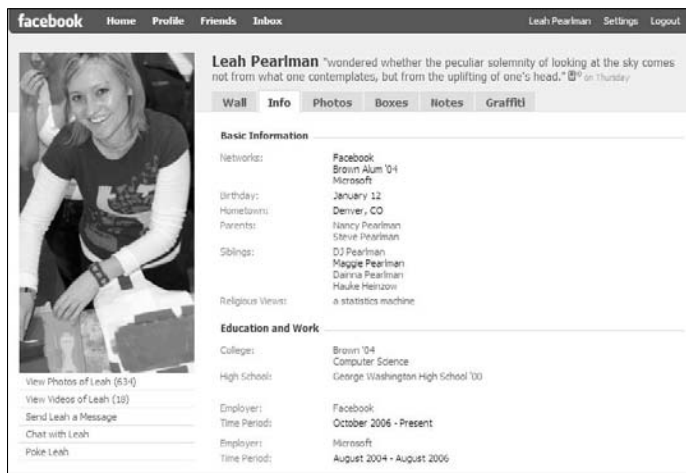 facebook Home Profile Friends Inbox Leah Pearlman Settings Logout
Leah Pearlman "wondered whether the peculiar solemnity of looking at the sky comes
not from what one contemplates, but from the uplifting of one's head." on Thursday
Wall Info Photos Boxes Notes Graffiti
Basic Information
Networks: Facebook
Brown Alum '04
Microsoft
Birthday: January 12
Hometown: Denver, CO
Parents: Nancy Pearlman
Steve Pearlman
Siblings: DJ Pearlman
Maggie Pearlman
Dainna Pearlman
Hauke Heinzow
Religious Views: a statistics machine
Education and Work
College: Brown '04
Computer Science
High School: George Washington High School '00
Employer: Facebook
Time Period: October 2006 - Present
Employer: Microsoft
Time Period: August 2004 - August 2006
View Photos of Leah (634)
View Videos of Leah (18)
Send Leah a Message
Chat with Leah
Poke Leah